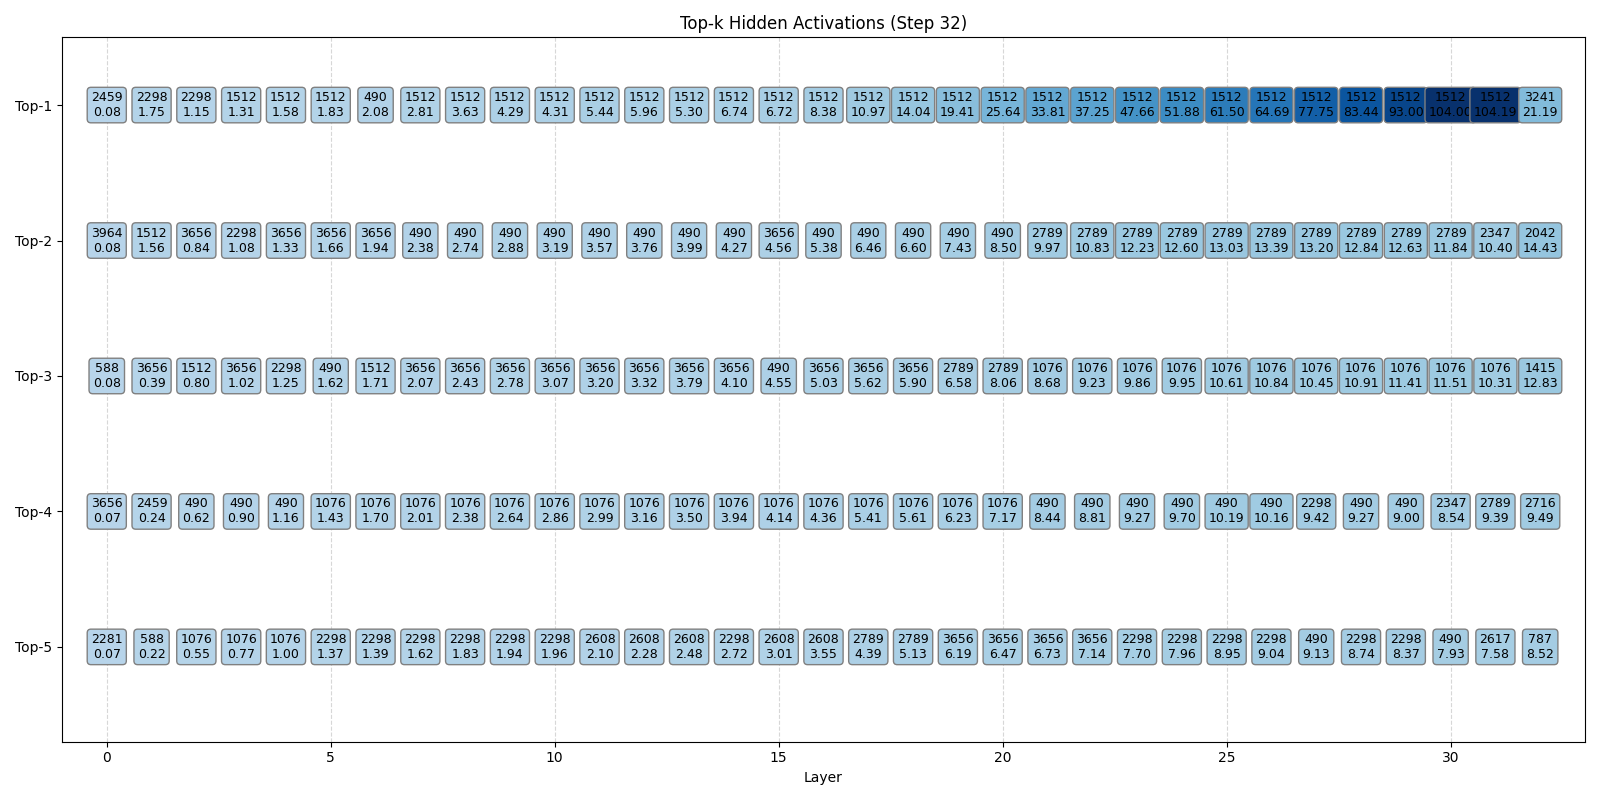 Top-k Hidden Activations (Step 32)
Top-1
2459 2298 2298 1512 1512 1512 490 1512 1512 1512 1512 1512 1512 1512 1512 1512 1512 1512 1512 1512 1512 1512 1512 1512 1512 1512 1512 1512 1512 1512 1512 1512 3241
0.08 1.75 1.15 1.31 1.58 1.83 2.08 2.81 3.63 4.29 4.31 5.44 5.96 5.30 6.74 6.72 8.38 10.97 14.04 19.41 25.64 33.81 37.25 47.66 51.88 61.50 64.69 77.75 83.44 93.00 104.00 104.19 21.19
Top-2
3964 1512 3656 2298 3656 3656 3656 490 490 490 490 490 490 490 490 3656 490 490 490 490 490 2789 2789 2789 2789 2789 2789 2789 2789 2789 2789 2347 2042
0.08 1.56 0.84 1.08 1.33 1.66 1.94 2.38 2.74 2.88 3.19 3.57 3.76 3.99 4.27 4.56 5.38 6.46 6.60 7.43 8.50 9.97 10.83 12.23 12.60 13.03 13.39 13.20 12.84 12.63 11.84 10.40 14.43
Top-3
588 3656 1512 3656 2298 490 1512 3656 3656 3656 3656 3656 3656 3656 3656 490 3656 3656 3656 2789 2789 1076 1076 1076 1076 1076 1076 1076 1076 1076 1076 1076 1415
0.08 0.39 0.80 1.02 1.25 1.62 1.71 2.07 2.43 2.78 3.07 3.20 3.32 3.79 4.10 4.55 5.03 5.62 5.90 6.58 8.06 8.68 9.23 9.86 9.95 10.61 10.84 10.45 10.91 11.41 11.51 10.31 12.83
Top-4
3656 2459 490 490 490 1076 1076 1076 1076 1076 1076 1076 1076 1076 1076 1076 1076 1076 1076 1076 1076 490 490 490 490 490 490 2298 490 490 2347 2789 2716
0.07 0.24 0.62 0.90 1.16 1.43 1.70 2.01 2.38 2.64 2.86 2.99 3.16 3.50 3.94 4.14 4.36 5.41 5.61 6.23 7.17 8.44 8.81 9.27 9.70 10.19 10.16 9.42 9.27 9.00 8.54 9.39 9.49
Top-5
2281 588 1076 1076 1076 2298 2298 2298 2298 2298 2298 2608 2608 2608 2298 2608 2608 2789 2789 3656 3656 3656 3656 2298 2298 2298 2298 490 2298 2298 490 2617 787
0.07 0.22 0.55 0.77 1.00 1.37 1.39 1.62 1.83 1.94 1.96 2.10 2.28 2.48 2.72 3.01 3.55 4.39 5.13 6.19 6.47 6.73 7.14 7.70 7.96 8.95 9.04 9.13 8.74 8.37 7.93 7.58 8.52
0 5 10 15 20 25 30
Layer